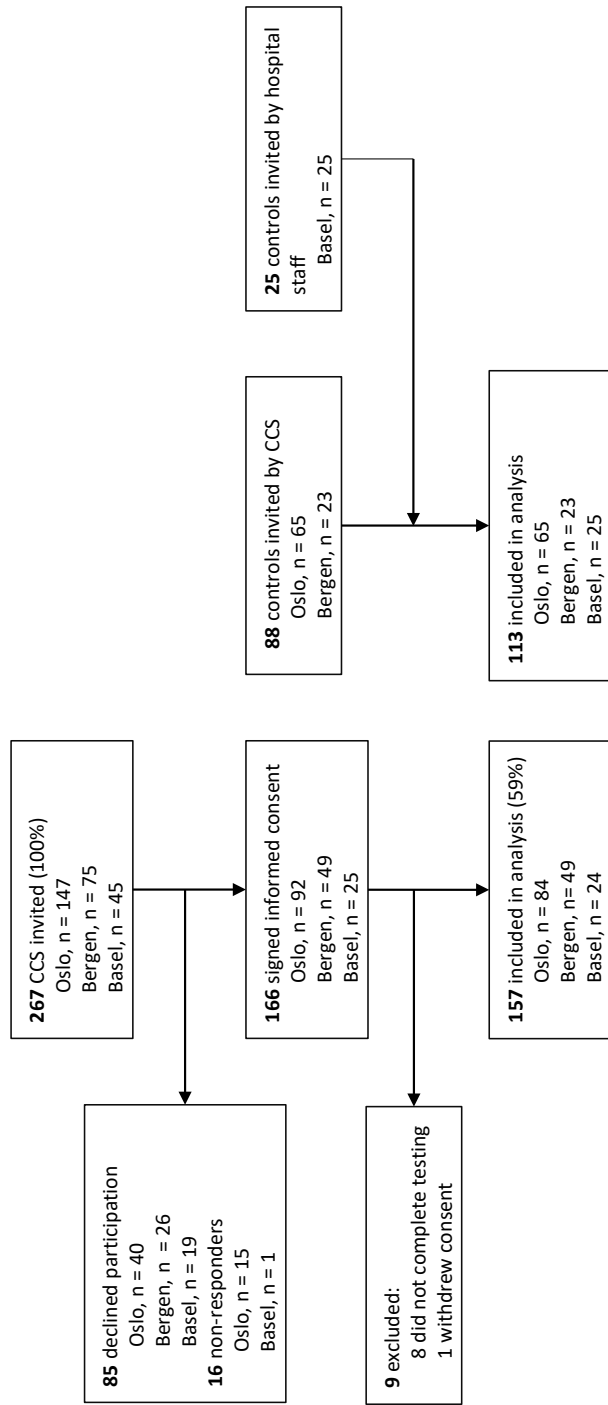 267 CCS invited (100%)
Oslo, n = 147
Bergen, n = 75
Basel, n = 45
85 declined participation
Oslo, n = 40
Bergen, n = 26
Basel, n = 19
16 non-responders
Oslo, n = 15
Basel, n = 1
166 signed informed consent
Oslo, n = 92
Bergen, n = 49
Basel, n = 25
9 excluded:
8 did not complete testing
1 withdrew consent
157 included in analysis (59%)
Oslo, n = 84
Bergen, n = 49
Basel, n = 24
88 controls invited by CCS
Oslo, n = 65
Bergen, n = 23
25 controls invited by hospital
staff
Basel, n = 25
113 included in analysis
Oslo, n = 65
Bergen, n = 23
Basel, n = 25